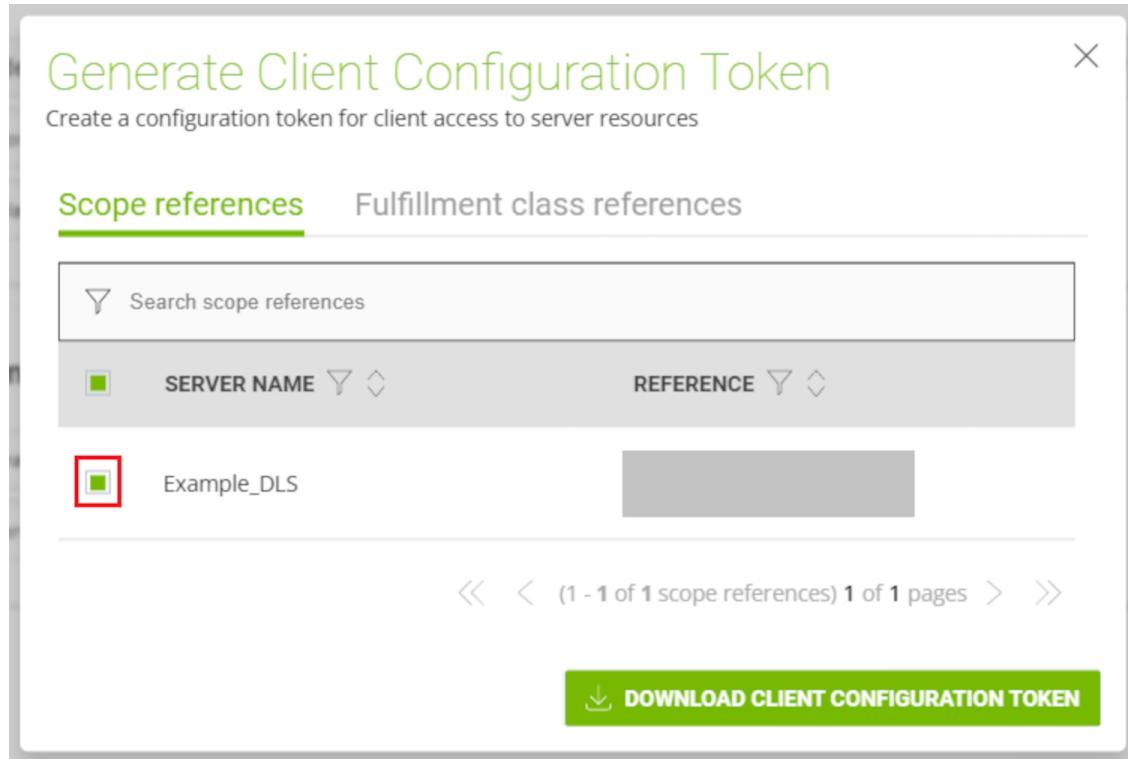 Generate Client Configuration Token
Create a configuration token for client access to server resources
Scope references Fulfillment class references
Search scope references
SERVER NAME REFERENCE
Example_DLS
(1 - 1 of 1 scope references) 1 of 1 pages
DOWNLOAD CLIENT CONFIGURATION TOKEN